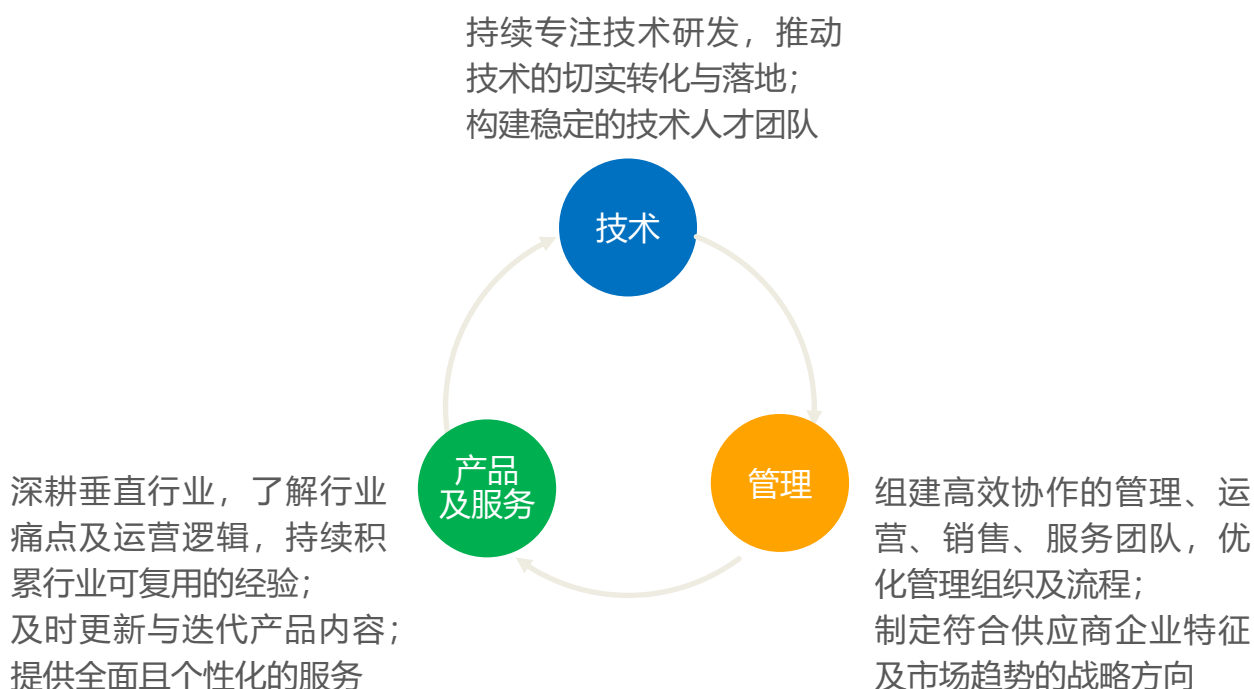 持续专注技术研发，推动
技术的切实转化与落地；
构建稳定的技术人才团队
技术
产品
及服务
管理
深耕垂直行业，了解行业
痛点及运营逻辑，持续积
累行业可复用的经验；
及时更新与迭代产品内容；
提供全面且个性化的服务
组建高效协作的管理、运
营、销售、服务团队，优
化管理组织及流程；
制定符合供应商企业特征
及市场趋势的战略方向